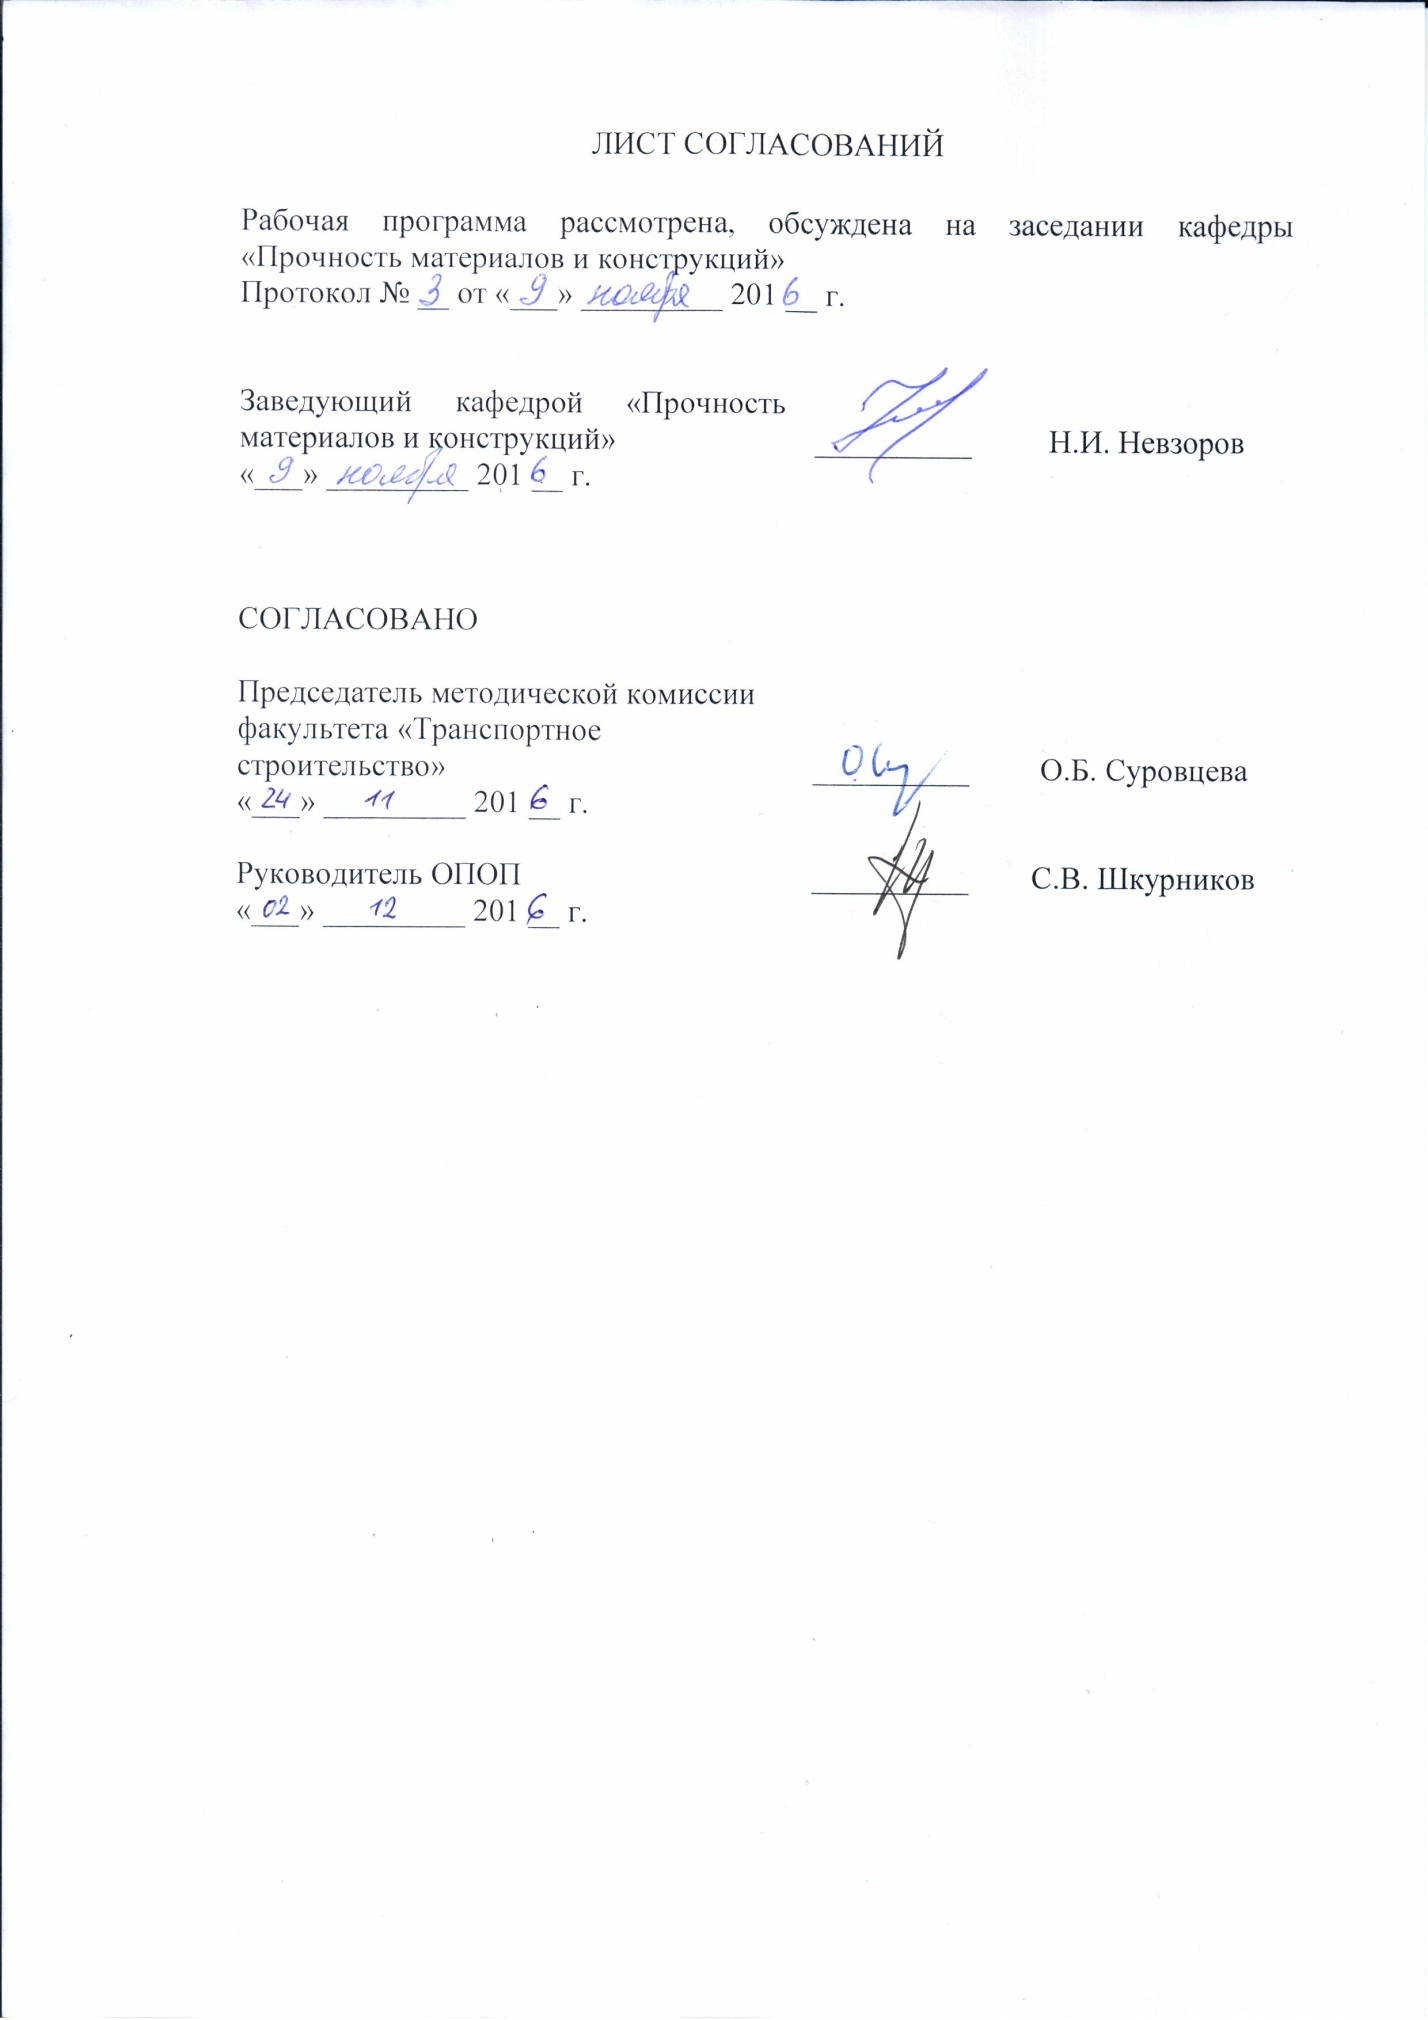 ЛИСТ СОГЛАСОВАНИЙ
Рабочая программа рассмотрена, обсуждена на заседании кафедры
«Прочность материалов и конструкций»
Протокол № 3 от «9» ноября 2016 г.
Заведующий кафедрой «Прочность
материалов и конструкций» Н.И. Невзоров
«9» ноября 2016 г.
СОГЛАСОВАНО
Председатель методической комиссии
факультета «Транспортное
строительство» О.Б. Суровцева
«24» 11 2016 г.
Руководитель ОПОП С.В. Шкурников
«02» 12 2016 г.